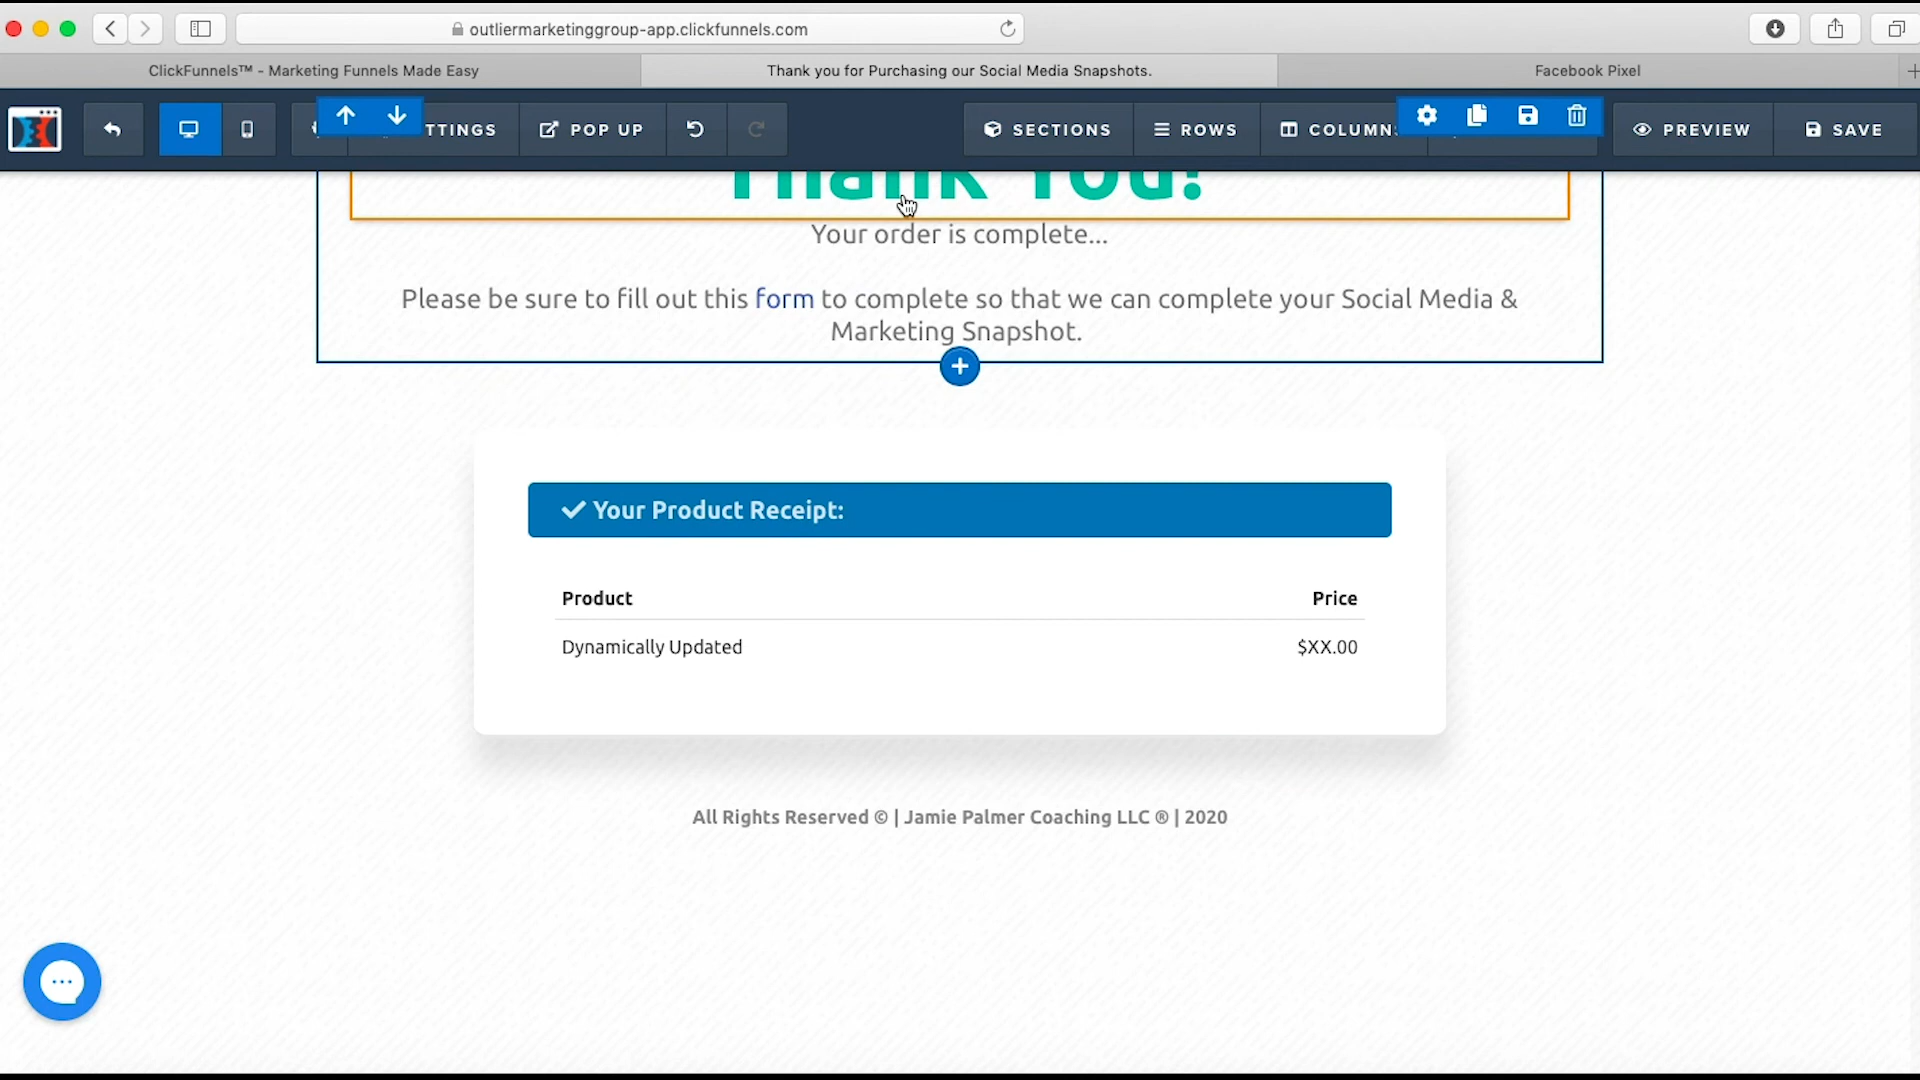 outliermarketinggroup-app.clickfunnels.com
ClickFunnels™ - Marketing Funnels Made Easy
Thank you for Purchasing our Social Media Snapshots.
Facebook Pixel
TTINGS
POP UP
SECTIONS
ROWS
COLUMN
PREVIEW
SAVE
Thank You!
Your order is complete...
Please be sure to fill out this form to complete so that we can complete your Social Media &
Marketing Snapshot.
Your Product Receipt:
Product Price
Dynamically Updated $XX.00
All Rights Reserved © | Jamie Palmer Coaching LLC ® | 2020